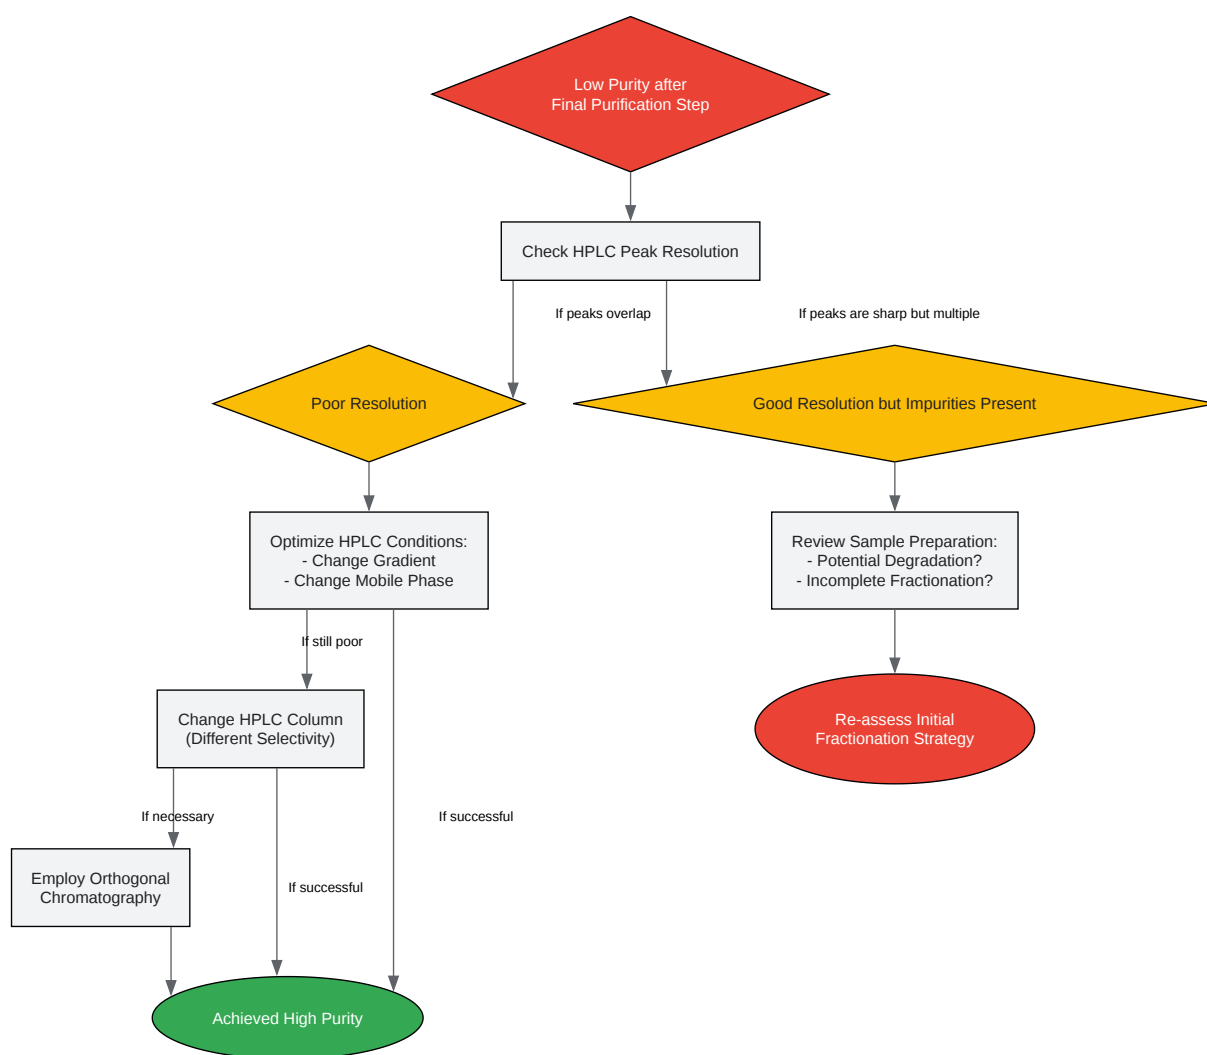 Low Purity after
Final Purification Step
Check HPLC Peak Resolution
If peaks overlap
If peaks are sharp but multiple
Poor Resolution
Good Resolution but Impurities Present
Optimize HPLC Conditions:
- Change Gradient
- Change Mobile Phase
Review Sample Preparation:
- Potential Degradation?
- Incomplete Fractionation?
If still poor
Change HPLC Column
(Different Selectivity)
Re-assess Initial
Fractionation Strategy
If necessary
If successful
Employ Orthogonal
Chromatography
If successful
Achieved High Purity